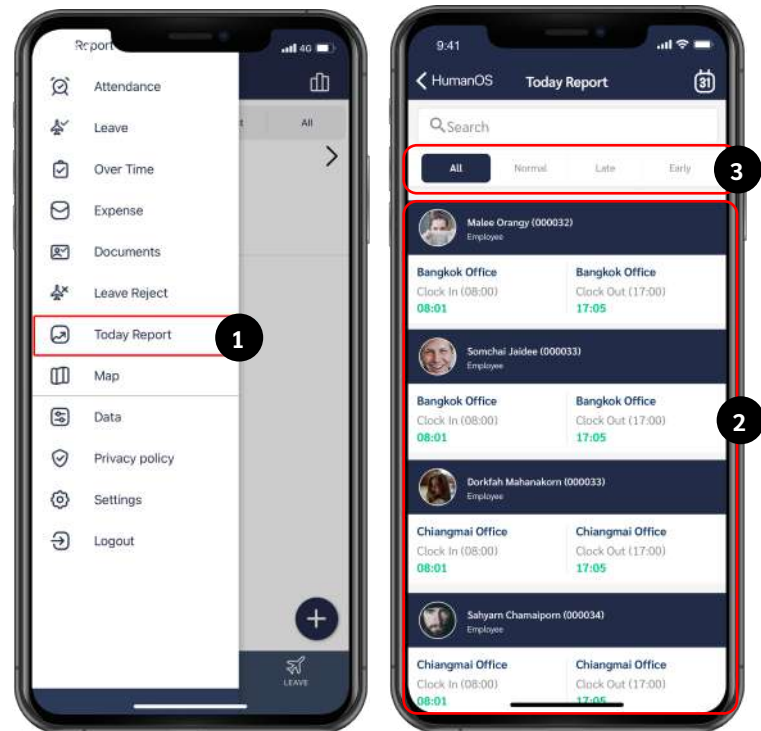 Report
4G
Attendance
Leave
All
Over Time
Expense
Documents
Leave Reject
Today Report
1
Map
Data
Privacy policy
Settings
Logout
LEAVE
9:41
HumanOS
Today Report
31
Search
All Normal Late Early
3
Malee Orangy (000032)
Employee
Bangkok Office Bangkok Office
Clock In (08:00) Clock Out (17:00)
08:01 17:05
Somchai Jaidee (000033)
Employee
Bangkok Office Bangkok Office
Clock In (08:00) Clock Out (17:00)
08:01 17:05
2
Dorkfah Mahanakorn (000033)
Employee
Chiangmai Office Chiangmai Office
Clock In (08:00) Clock Out (17:00)
08:01 17:05
Sahyarn Chamaiporn (000034)
Employee
Chiangmai Office Chiangmai Office
Clock In (08:00) Clock Out (17:00)
08:01 17:05